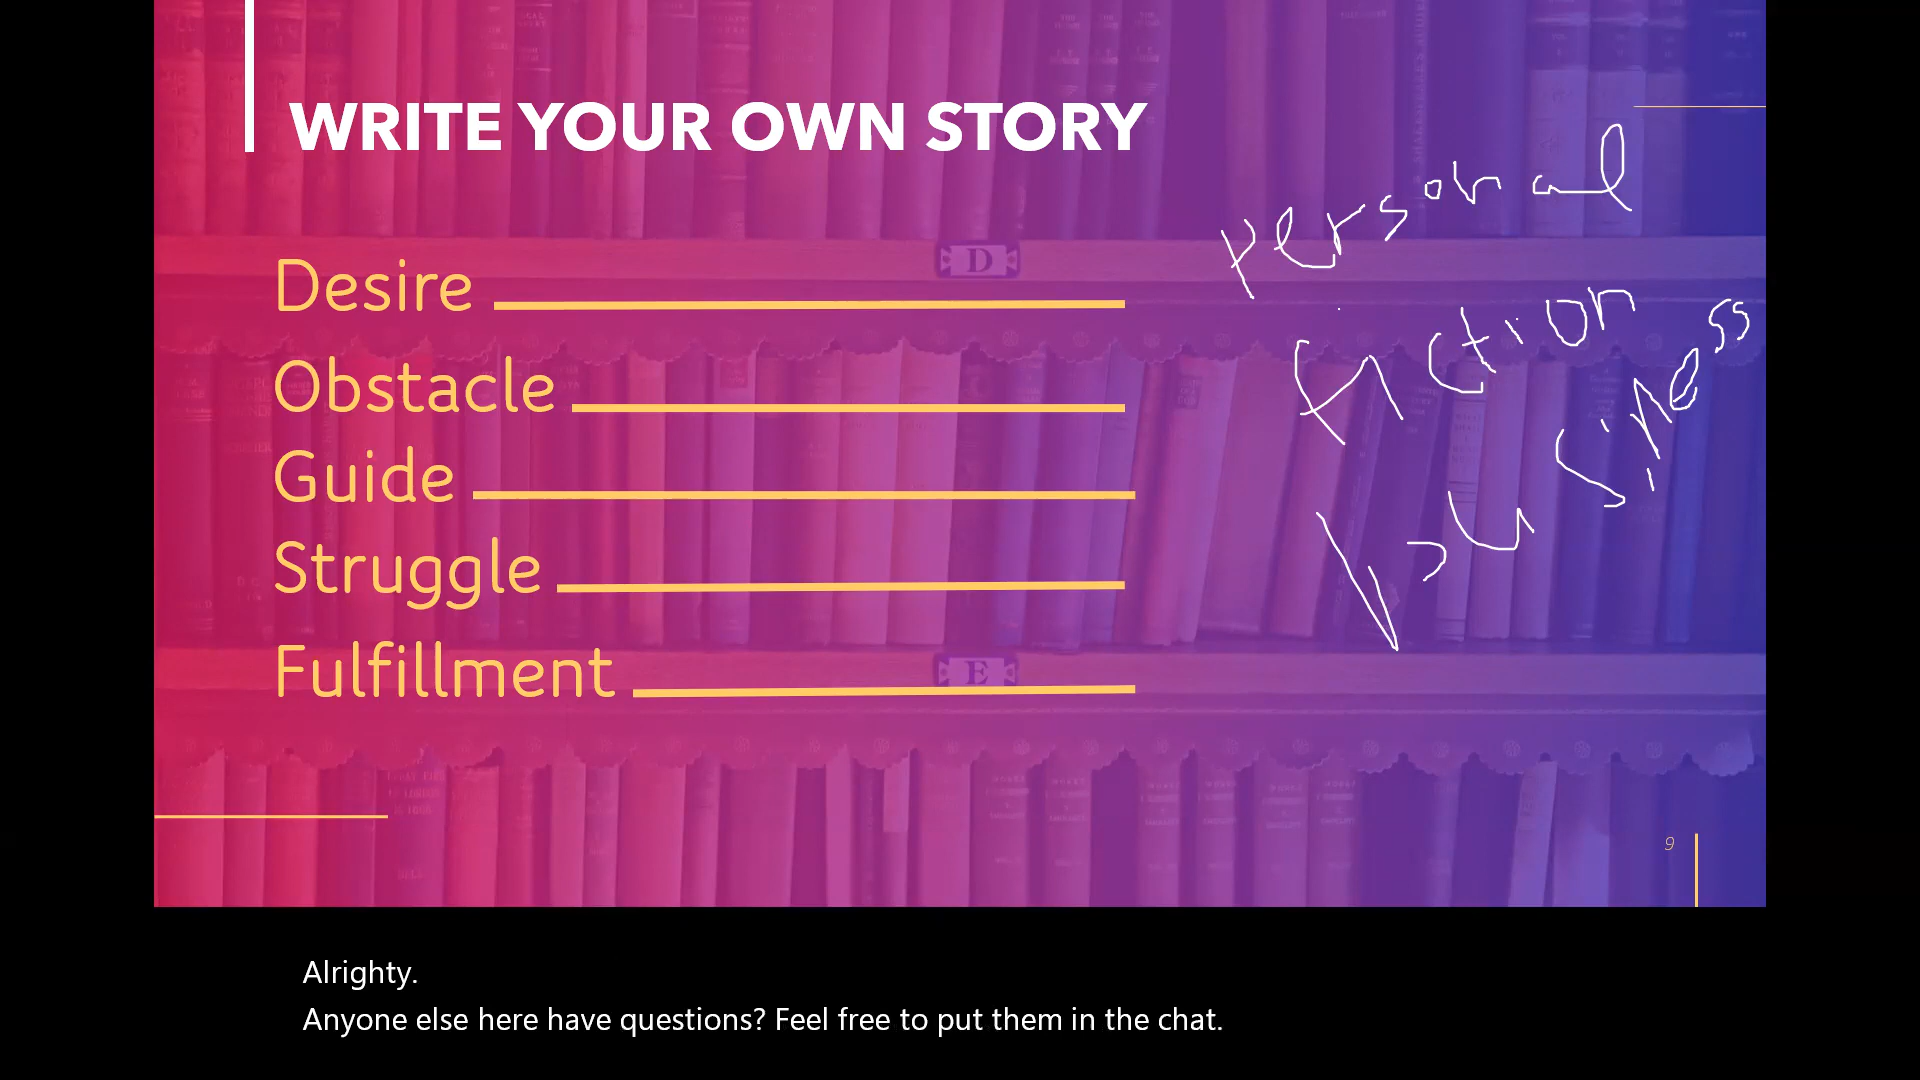 WRITE YOUR OWN STORY
Desire
Obstacle
Guide
Struggle
Fulfillment
personal
fiction
business
D
E
9
Alrighty.
Anyone else here have questions? Feel free to put them in the chat.